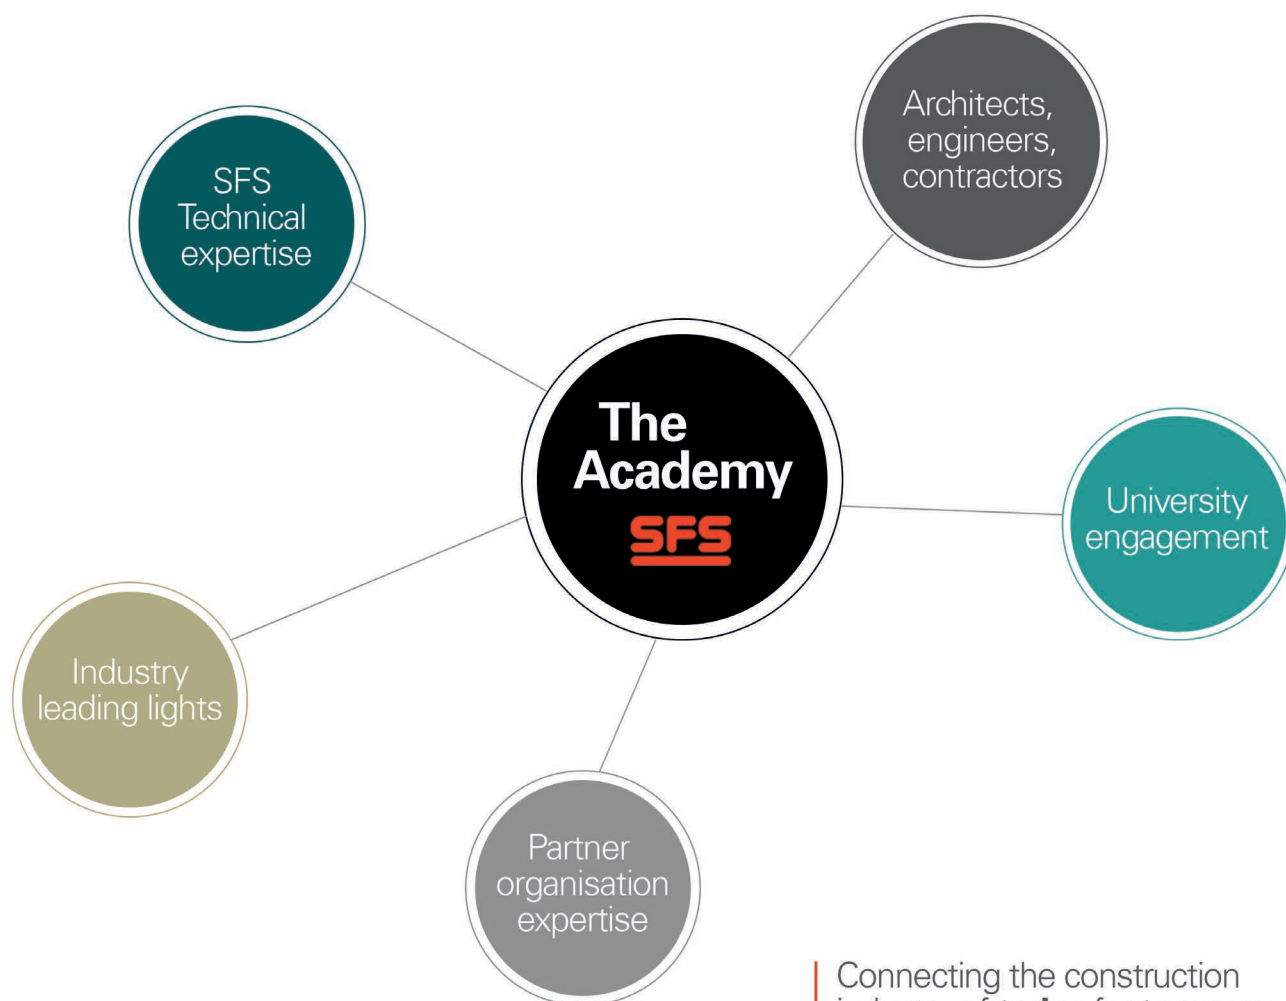 Architects,
engineers,
contractors
SFS
Technical
expertise
The
Academy
SFS
University
engagement
Industry
leading lights
Partner
organisation
expertise
Connecting the construction